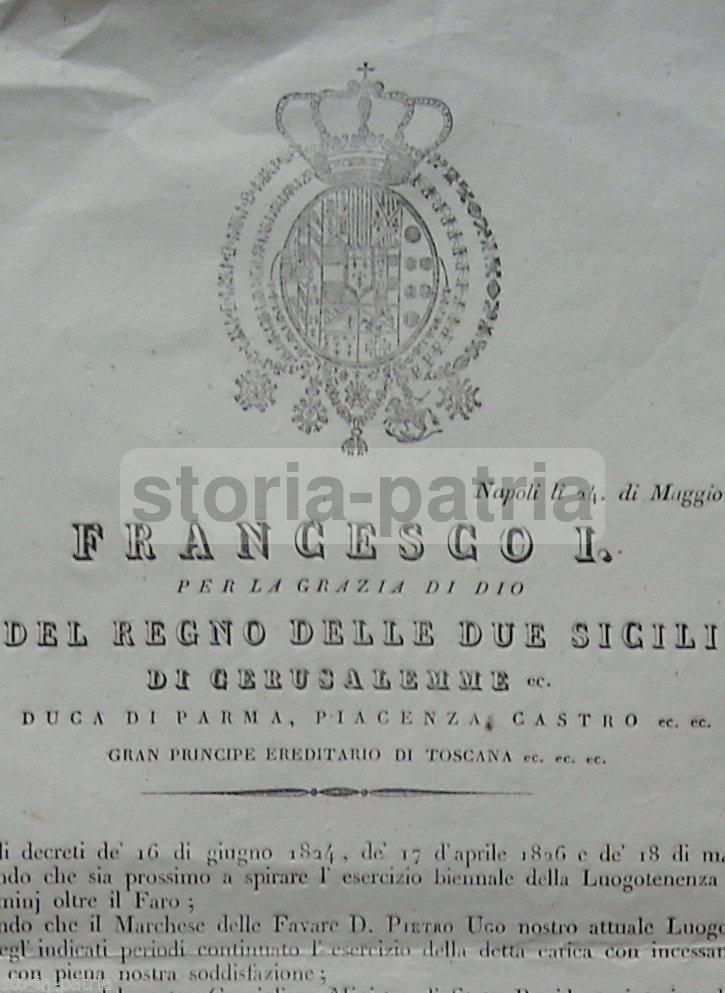 storia-patria
Napoli li 24. di Maggio
FRANCESCO I.
PER LA GRAZIA DI DIO
DEL REGNO DELLE DUE SICILI
DI GERUSALEMME ec.
DUCA DI PARMA, PIACENZA, CASTRO ec. ec.
GRAN PRINCIPE EREDITARIO DI TOSCANA ec. ec. ec.
li decreti de' 16 di giugno 1824, de' 17 d'aprile 1826 e de' 18 di m
ndo che sia prossimo a spirare l' esercizio biennale della Luogotenenza
minj oltre il Faro ;
ndo che il Marchese delle Favare D. PIETRO UGO nostro attuale Luogo
egl' indicati periodi continuato l' esercizio della detta carica con incessan
con piena nostra soddisfazione ;